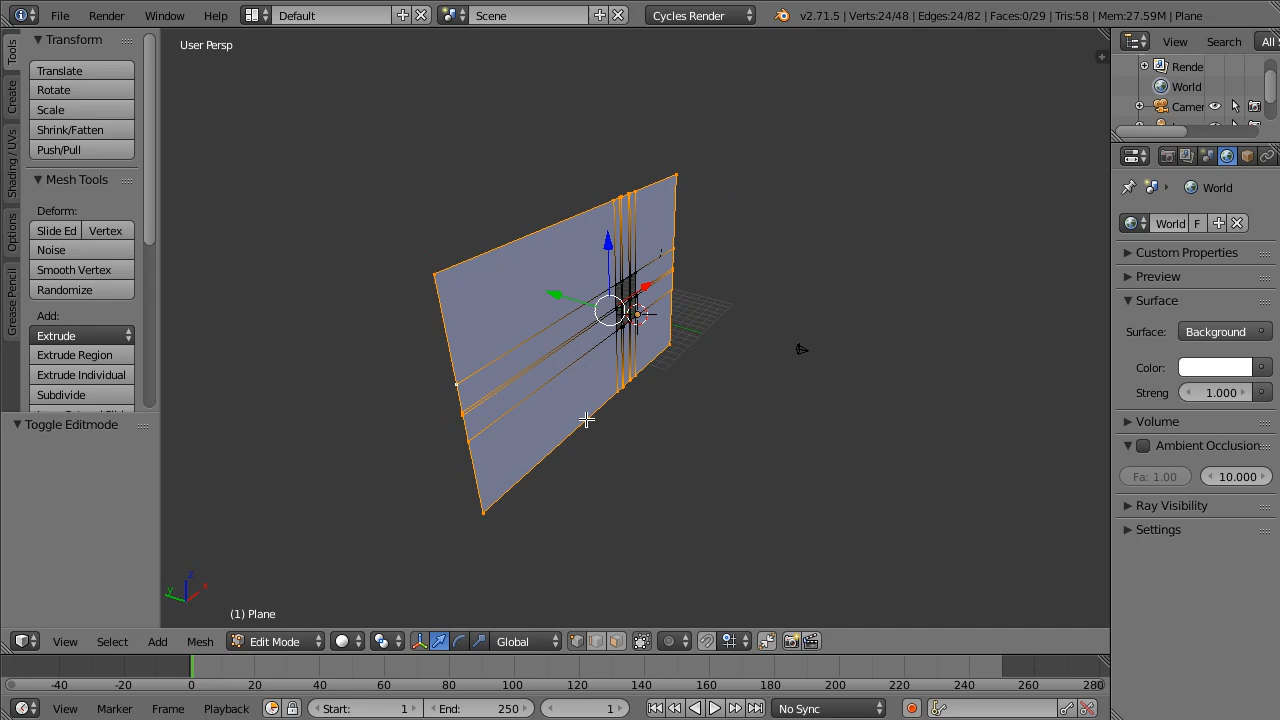 File Render Window Help Default Scene Cycles Render v2.71.5 | Verts:24/48 | Edges:24/82 | Faces:0/29 | Tris:58 | Mem:27.59M | Plane
Transform
Translate
Rotate
Scale
Shrink/Fatten
Push/Pull
Mesh Tools
Deform:
Slide Ed Vertex
Noise
Smooth Vertex
Randomize
Add:
Extrude
Extrude Region
Extrude Individual
Subdivide
Toggle Editmode
Tools
Create
Shading / UVs
Options
Grease Pencil
User Persp
z
y
x
(1) Plane
View Select Add Mesh Edit Mode Global
-40 -20 0 20 40 60 80 100 120 140 160 180 200 220 240 260 280
View Marker Frame Playback Start: 1 End: 250 1 No Sync
View Search All S
Rende
World
Camer
World
World F
Custom Properties
Preview
Surface
Surface: Background
Color:
Streng 1.000
Volume
Ambient Occlusion
Fa: 1.00 10.000
Ray Visibility
Settings